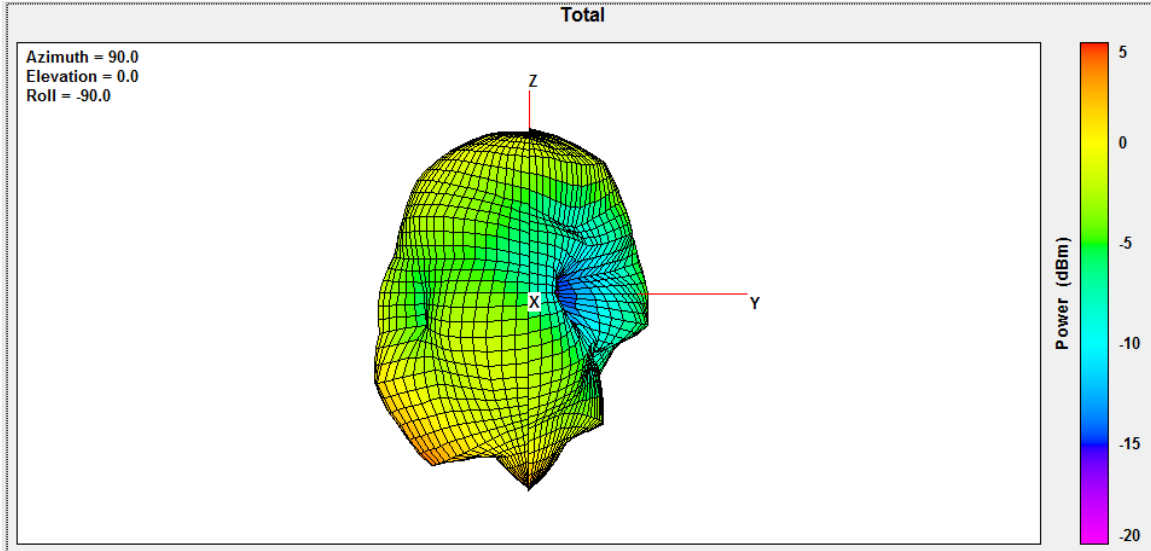 Total
Azimuth = 90.0
Elevation = 0.0
Roll = -90.0
Z
X
Y
5
0
-5
-10
-15
-20
Power (dBm)